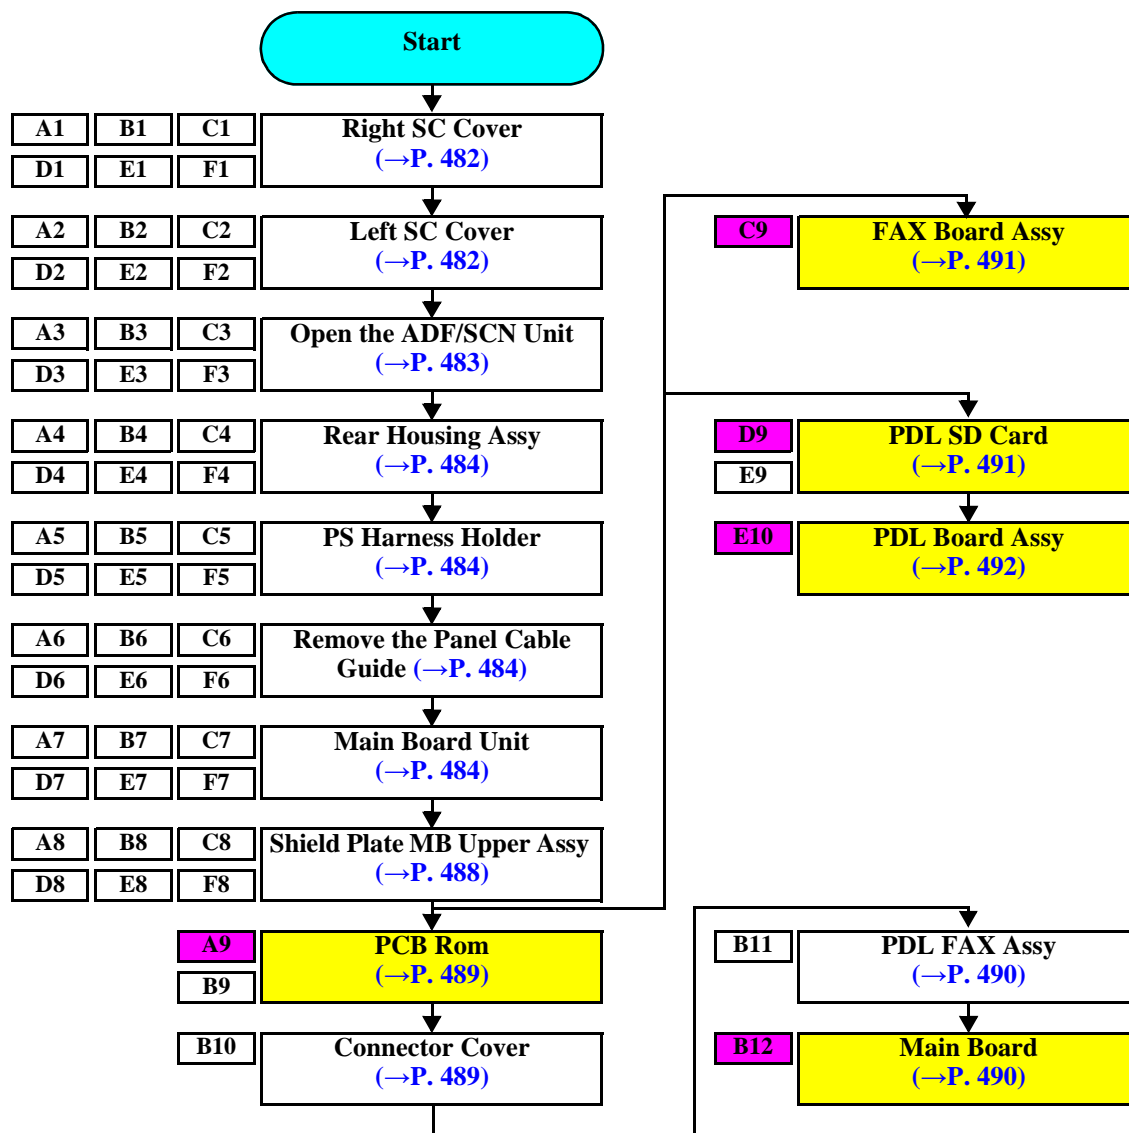 Start
A1 B1 C1 Right SC Cover
D1 E1 F1 (→P. 482)
A2 B2 C2 Left SC Cover
D2 E2 F2 (→P. 482)
A3 B3 C3 Open the ADF/SCN Unit
D3 E3 F3 (→P. 483)
A4 B4 C4 Rear Housing Assy
D4 E4 F4 (→P. 484)
A5 B5 C5 PS Harness Holder
D5 E5 F5 (→P. 484)
A6 B6 C6 Remove the Panel Cable
D6 E6 F6 Guide (→P. 484)
A7 B7 C7 Main Board Unit
D7 E7 F7 (→P. 484)
A8 B8 C8 Shield Plate MB Upper Assy
D8 E8 F8 (→P. 488)
A9 PCB Rom
B9 (→P. 489)
B10 Connector Cover
(→P. 489)
C9 FAX Board Assy
(→P. 491)
D9 PDL SD Card
E9 (→P. 491)
E10 PDL Board Assy
(→P. 492)
B11 PDL FAX Assy
(→P. 490)
B12 Main Board
(→P. 490)